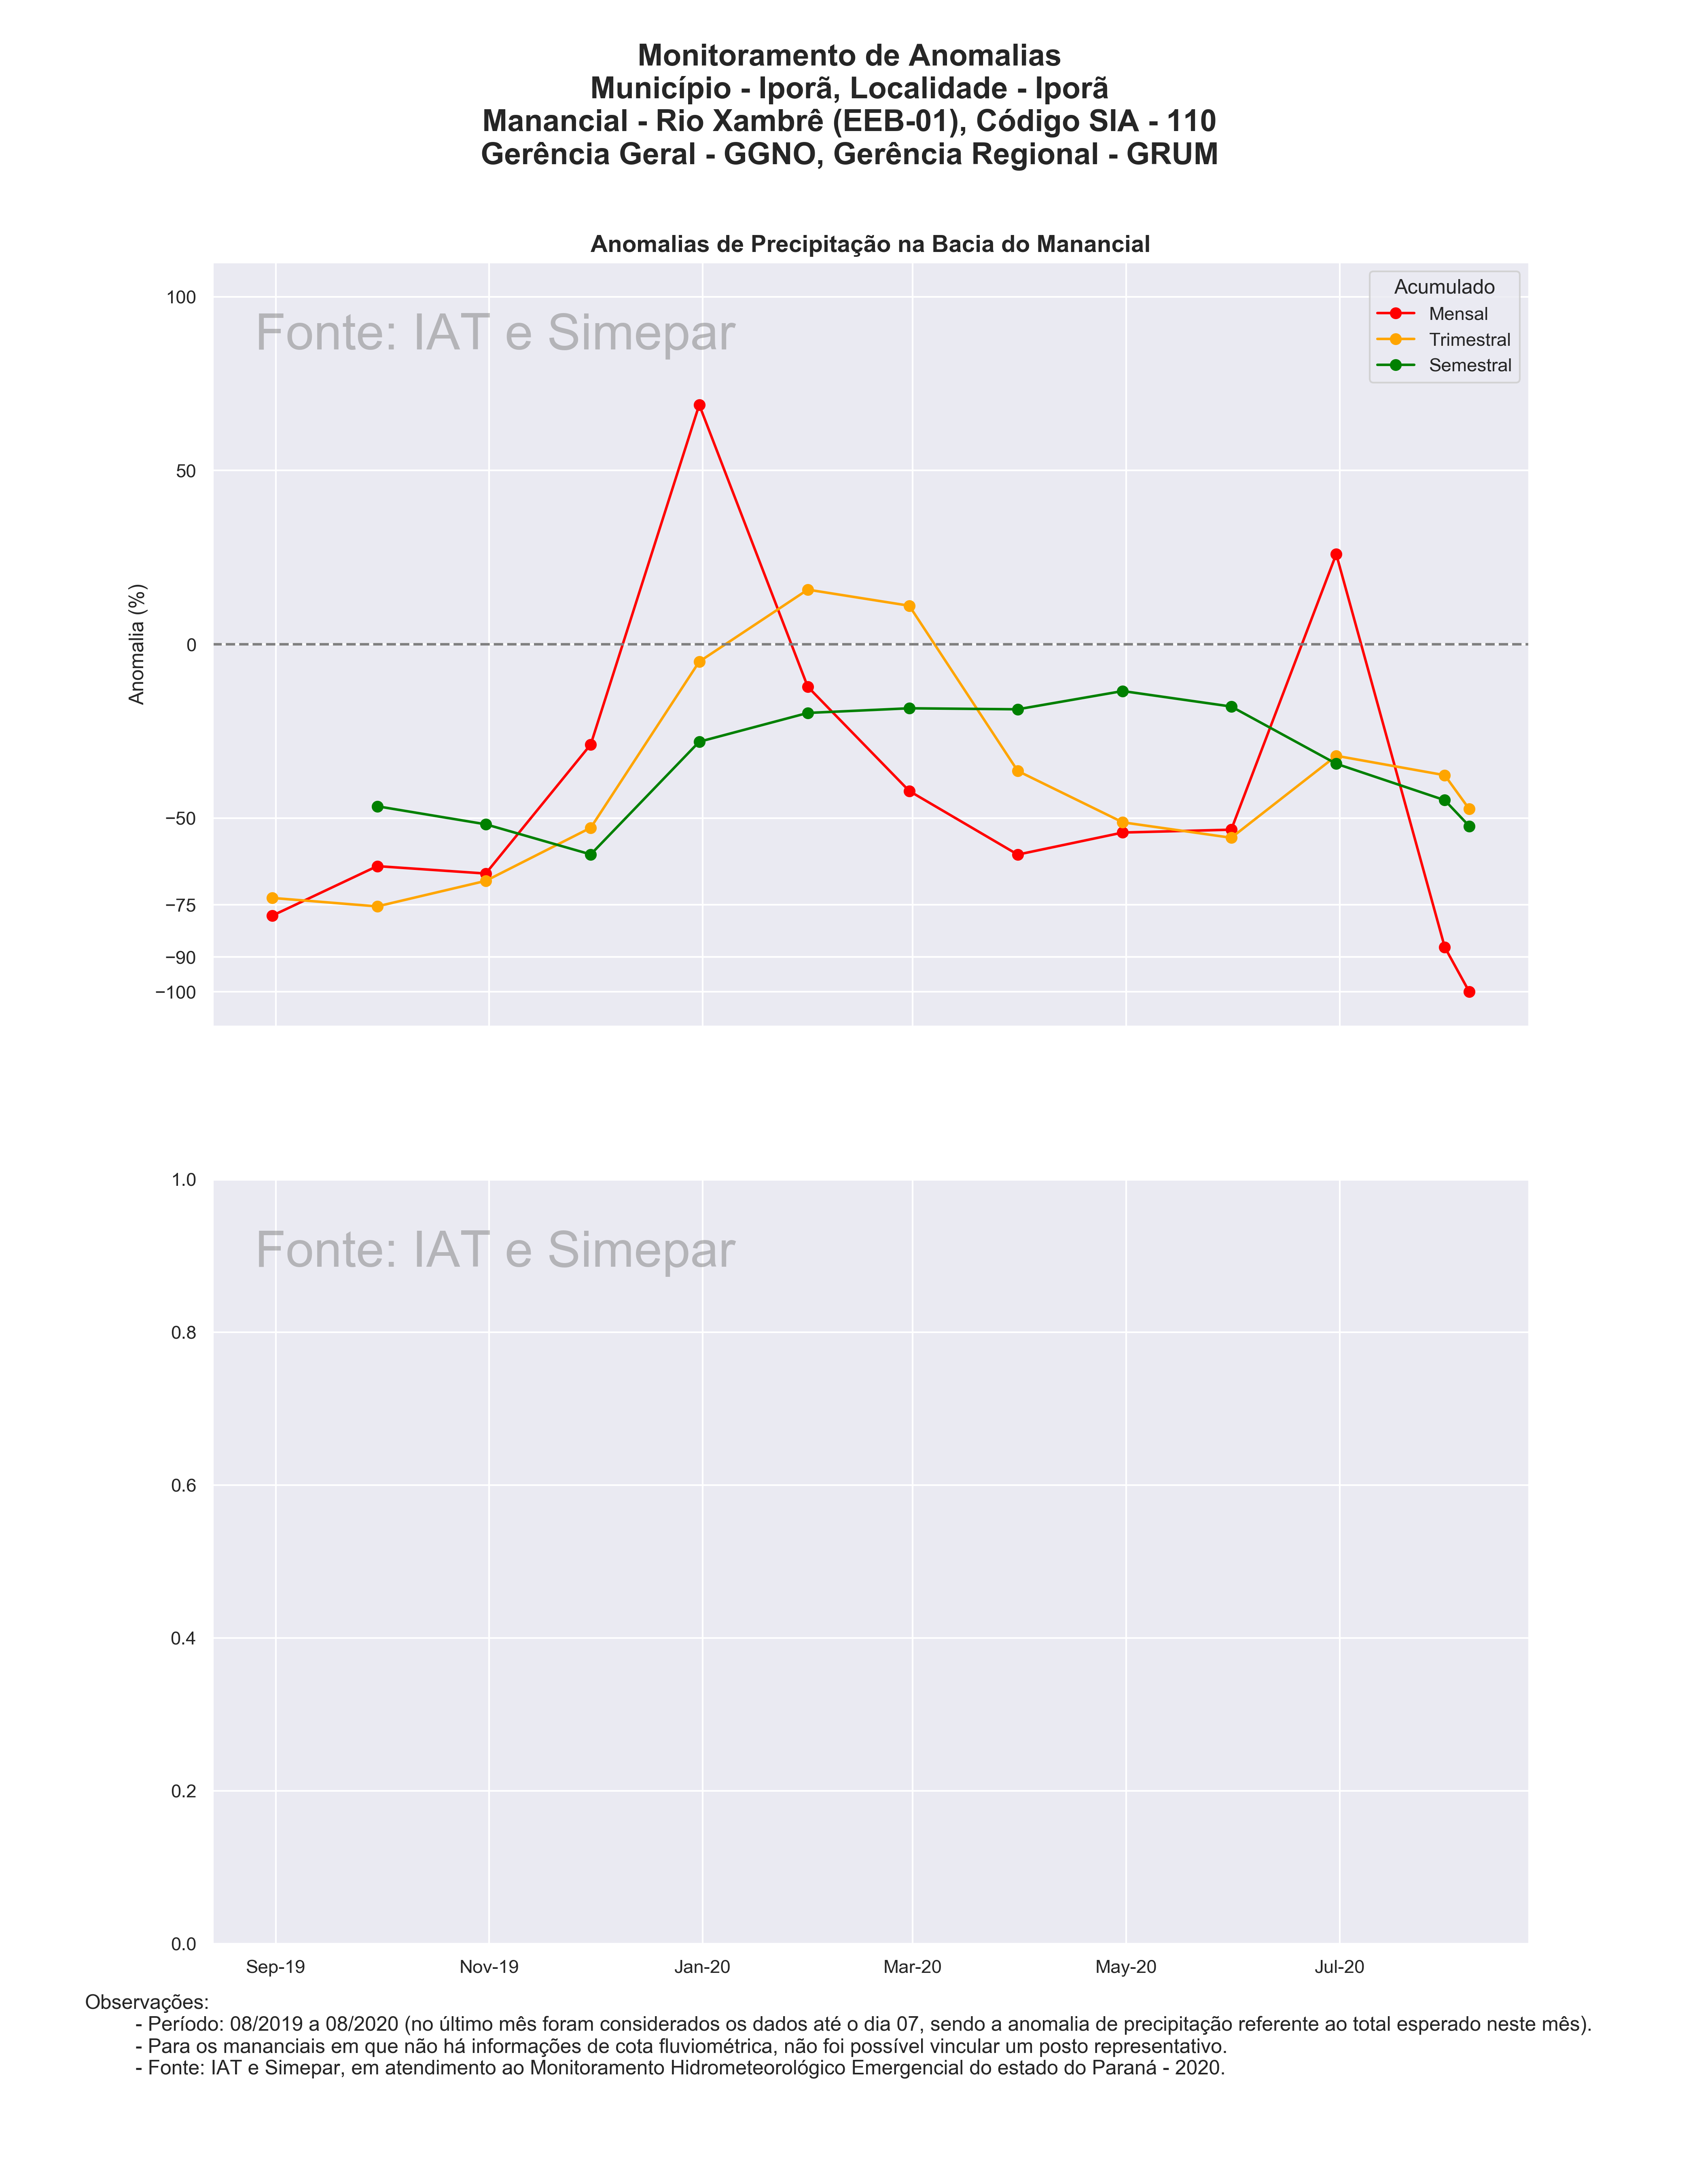 Monitoramento de Anomalias
Município - Iporã, Localidade - Iporã
Manancial - Rio Xambrê (EEB-01), Código SIA - 110
Gerência Geral - GGNO, Gerência Regional - GRUM
Anomalias de Precipitação na Bacia do Manancial
Fonte: IAT e Simepar
Acumulado
Mensal
Trimestral
Semestral
Anomalia (%)
100
50
0
−50
−75
−90
−100
Fonte: IAT e Simepar
1.0
0.8
0.6
0.4
0.2
0.0
Sep-19 Nov-19 Jan-20 Mar-20 May-20 Jul-20
Observações:
- Período: 08/2019 a 08/2020 (no último mês foram considerados os dados até o dia 07, sendo a anomalia de precipitação referente ao total esperado neste mês).
- Para os mananciais em que não há informações de cota fluviométrica, não foi possível vincular um posto representativo.
- Fonte: IAT e Simepar, em atendimento ao Monitoramento Hidrometeorológico Emergencial do estado do Paraná - 2020.